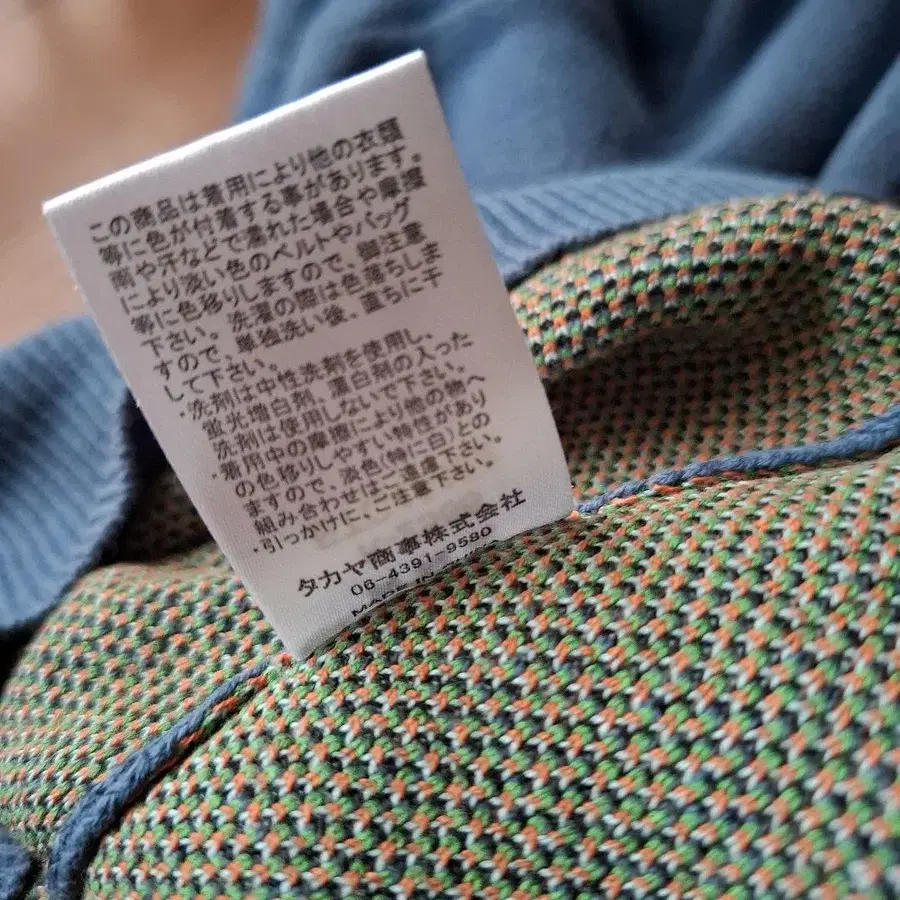 この商品は着用により他の衣類
等に色が付着する事があります。
雨や汗などで濡れた場合や摩擦
により淡い色のベルトやバッグ
等に色移りしますので、御注意
下さい。洗濯の際は色落ちしま
すので、単独洗い後、直ちに干
して下さい。
・洗剤は中性洗剤を使用し、
蛍光増白剤、漂白剤の入った
洗剤は使用しないで下さい。
・着用中の摩擦により他の物へ
の色移りしやすい特性があり
ますので、淡色(特に白)との
組み合わせはご遠慮下さい。
・引っかけに、ご注意下さい。
タカヤ商事株式会社
06-4391-9580
MADE IN